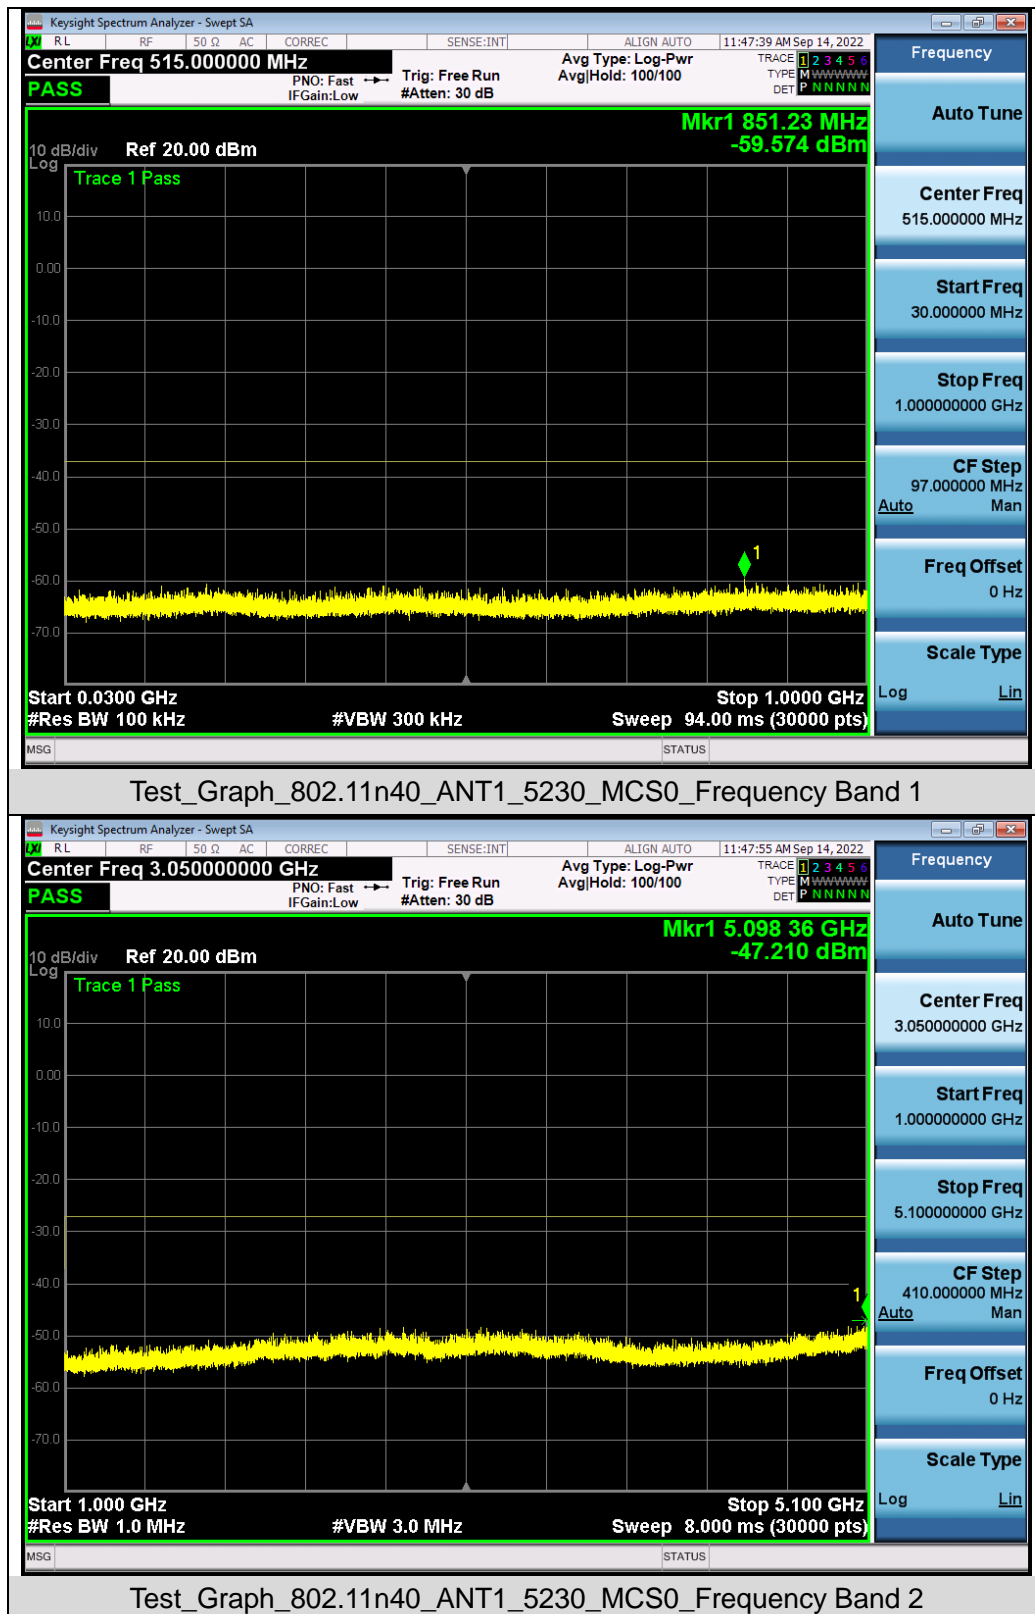 Keysight Spectrum Analyzer - Swept SA
LXI RL RF 50 Ω AC CORREC SENSE:INT ALIGN AUTO 11:47:39 AM Sep 14, 2022
Center Freq 515.000000 MHz
PASS
PNO: Fast
IFGain:Low
Trig: Free Run
#Atten: 30 dB
Avg Type: Log-Pwr
Avg|Hold: 100/100
TRACE 1 2 3 4 5 6
TYPE M WWWWW
DET P N N N N N
Mkr1 851.23 MHz
-59.574 dBm
10 dB/div Ref 20.00 dBm
Log
Trace 1 Pass
10.0
0.00
-10.0
-20.0
-30.0
-40.0
-50.0
1
-60.0
-70.0
Start 0.0300 GHz Stop 1.0000 GHz
#Res BW 100 kHz #VBW 300 kHz Sweep 94.00 ms (30000 pts)
MSG STATUS
Frequency
Auto Tune
Center Freq
515.000000 MHz
Start Freq
30.000000 MHz
Stop Freq
1.000000000 GHz
CF Step
97.000000 MHz
Auto Man
Freq Offset
0 Hz
Scale Type
Log Lin
Test_Graph_802.11n40_ANT1_5230_MCS0_Frequency Band 1
Keysight Spectrum Analyzer - Swept SA
LXI RL RF 50 Ω AC CORREC SENSE:INT ALIGN AUTO 11:47:55 AM Sep 14, 2022
Center Freq 3.050000000 GHz
PASS
PNO: Fast
IFGain:Low
Trig: Free Run
#Atten: 30 dB
Avg Type: Log-Pwr
Avg|Hold: 100/100
TRACE 1 2 3 4 5 6
TYPE M WWWWW
DET P N N N N N
Mkr1 5.098 36 GHz
-47.210 dBm
10 dB/div Ref 20.00 dBm
Log
Trace 1 Pass
10.0
0.00
-10.0
-20.0
-30.0
-40.0
1
-50.0
-60.0
-70.0
Start 1.000 GHz Stop 5.100 GHz
#Res BW 1.0 MHz #VBW 3.0 MHz Sweep 8.000 ms (30000 pts)
MSG STATUS
Frequency
Auto Tune
Center Freq
3.050000000 GHz
Start Freq
1.000000000 GHz
Stop Freq
5.100000000 GHz
CF Step
410.000000 MHz
Auto Man
Freq Offset
0 Hz
Scale Type
Log Lin
Test_Graph_802.11n40_ANT1_5230_MCS0_Frequency Band 2